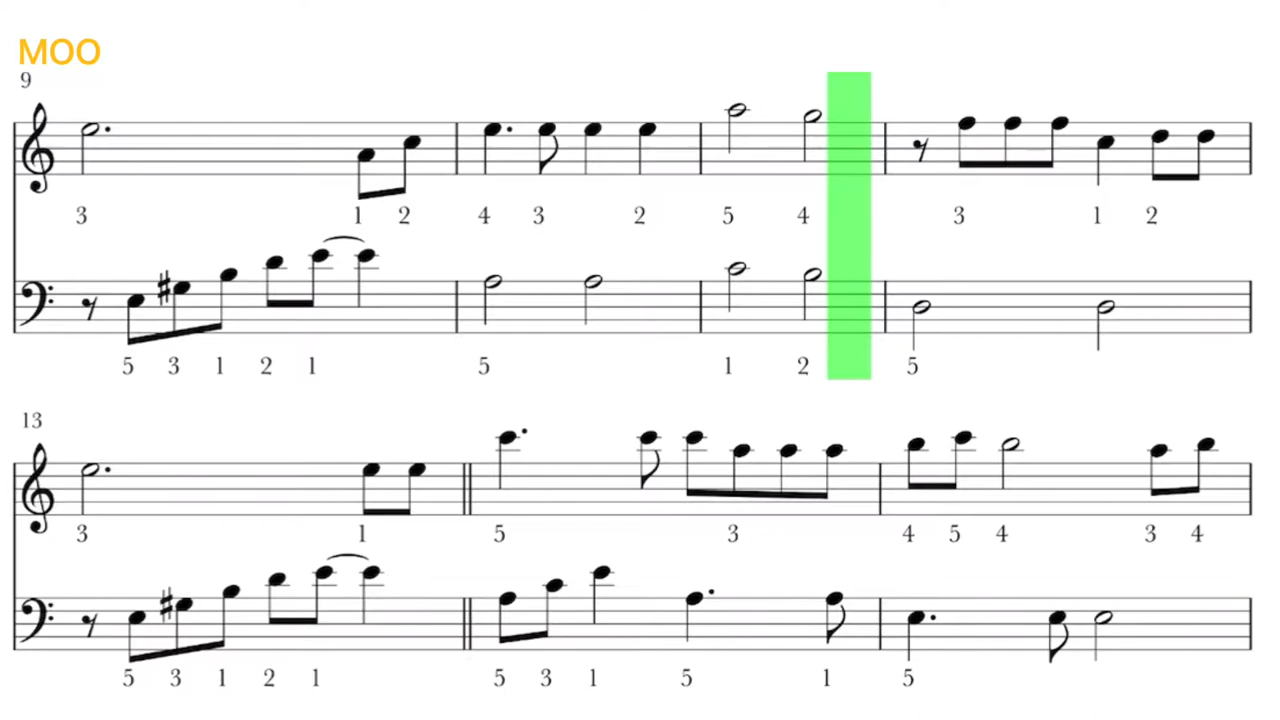 MOO
9
3 1 2 4 3 2 5 4 3 1 2
5 3 1 2 1 5 1 2 5
13
3 1 5 3 4 5 4 3 4
5 3 1 2 1 5 3 1 5 1 5